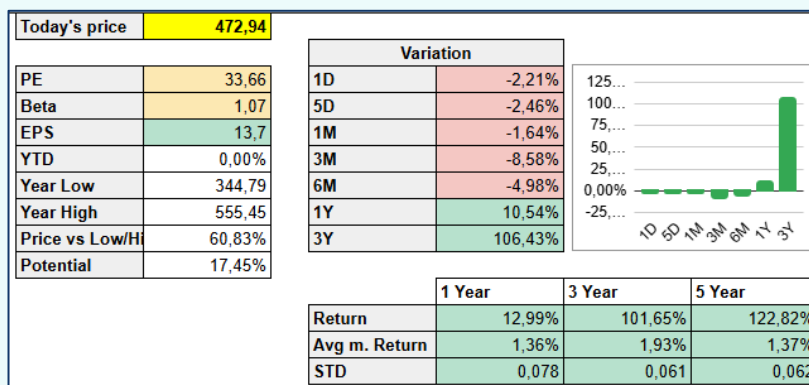 Today's price 472,94
PE 33,66
Beta 1,07
EPS 13,7
YTD 0,00%
Year Low 344,79
Year High 555,45
Price vs Low/Hi 60,83%
Potential 17,45%
Variation
1D -2,21%
5D -2,46%
1M -1,64%
3M -8,58%
6M -4,98%
1Y 10,54%
3Y 106,43%
125...
100...
75,...
50,...
25,...
0,00%
-25,...
1D 5D 1M 3M 6M 1Y 3Y
1 Year 3 Year 5 Year
Return 12,99% 101,65% 122,82%
Avg m. Return 1,36% 1,93% 1,37%
STD 0,078 0,061 0,062